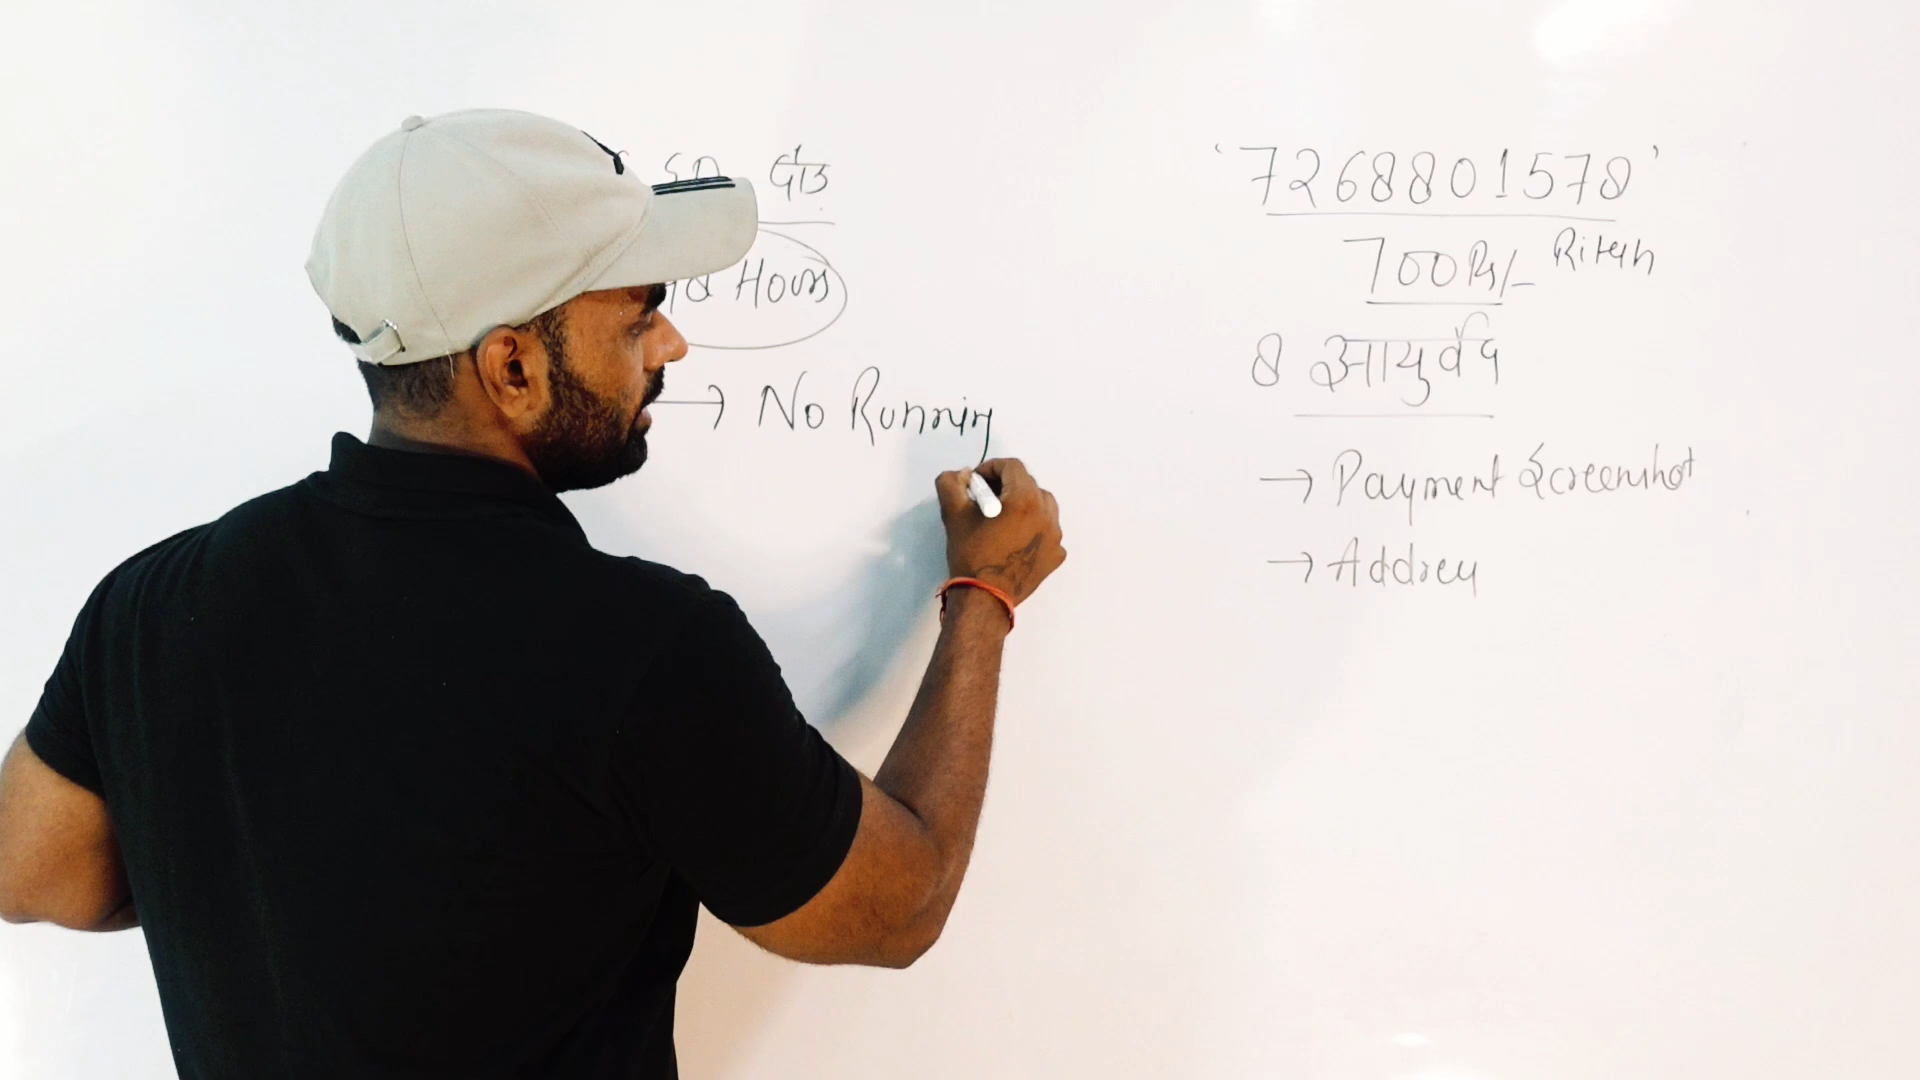 Hours
→ No Running
'7268801578'
700Rs/- Ritesh
8 आयुर्वेद
→ Payment Screenshot
→ Address